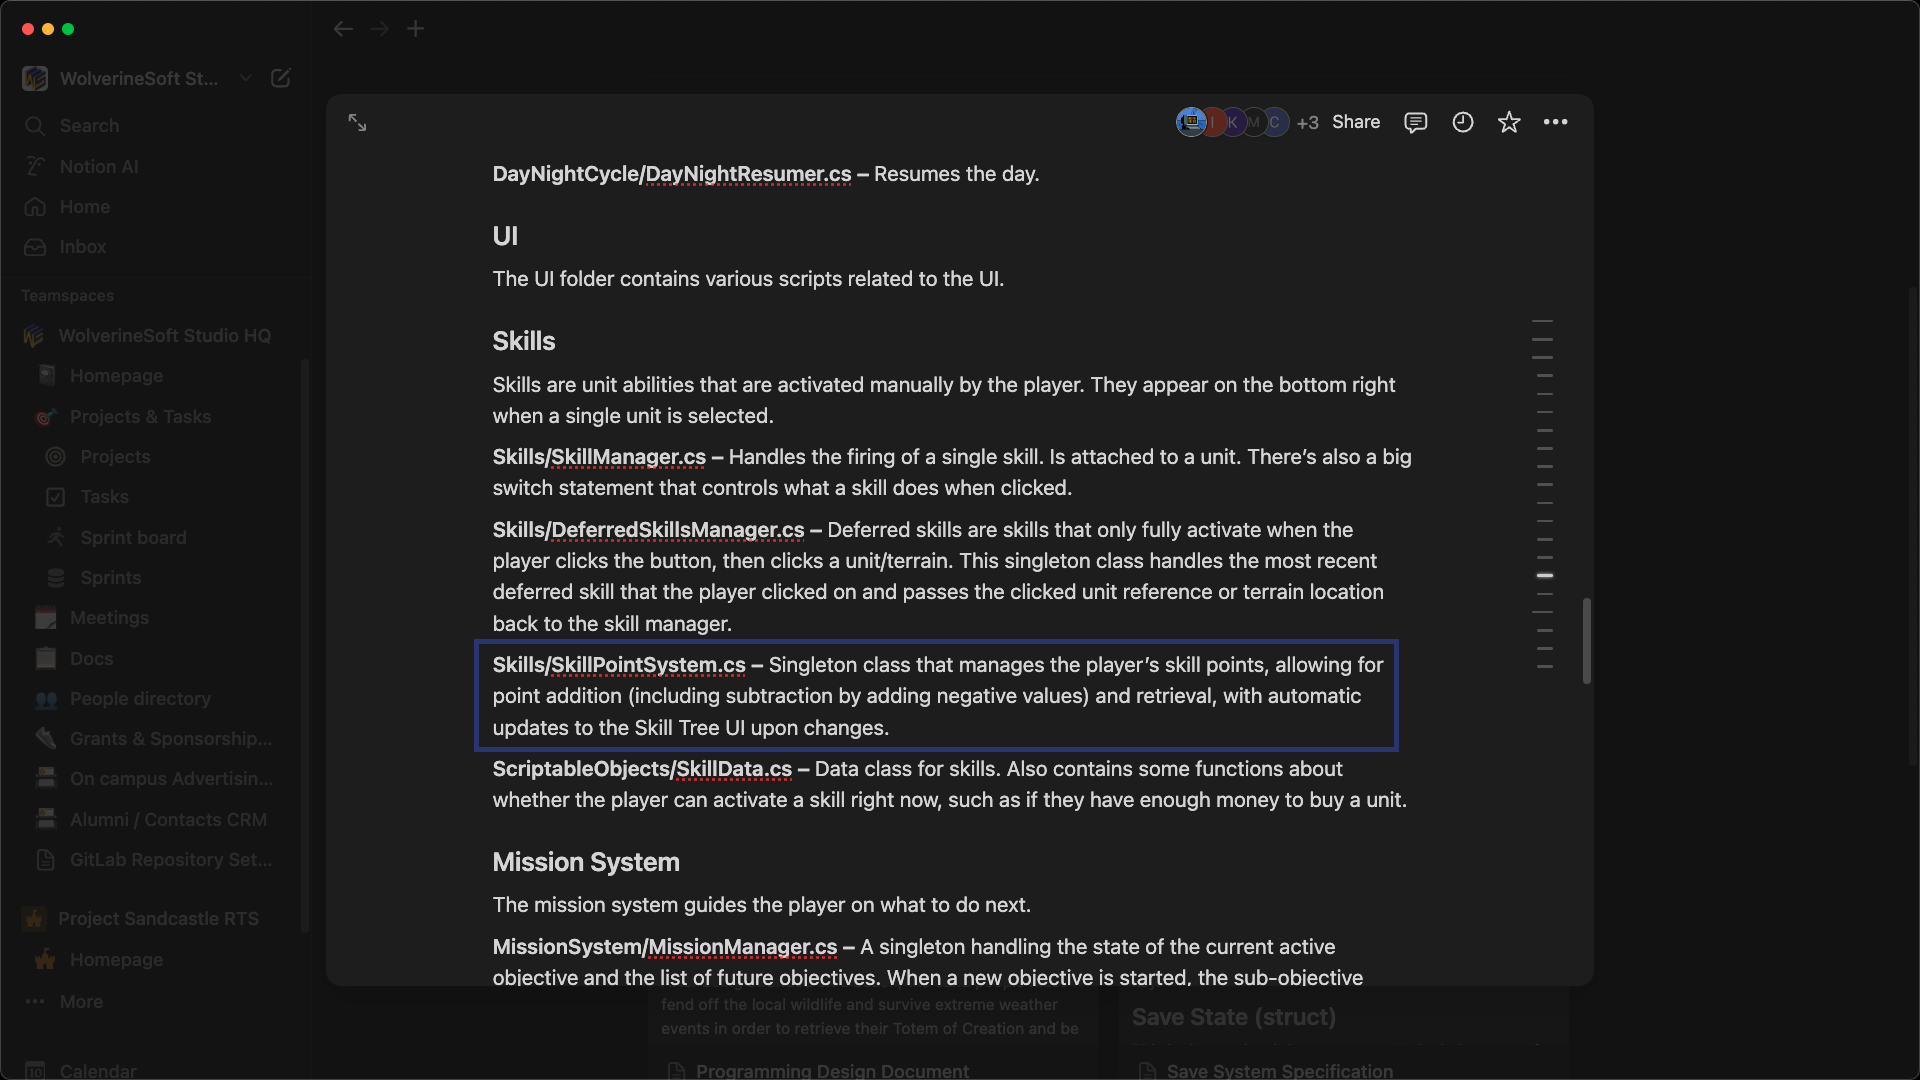 WolverineSoft St...
Search
Notion AI
Home
Inbox
Teamspaces
WolverineSoft Studio HQ
Homepage
Projects & Tasks
Projects
Tasks
Sprint board
Sprints
Meetings
Docs
People directory
Grants & Sponsorship...
On campus Advertisin...
Alumni / Contacts CRM
GitLab Repository Set...
Project Sandcastle RTS
Homepage
More
10 Calendar
I K M C +3 Share
DayNightCycle/DayNightResumer.cs – Resumes the day.
UI
The UI folder contains various scripts related to the UI.
Skills
Skills are unit abilities that are activated manually by the player. They appear on the bottom right
when a single unit is selected.
Skills/SkillManager.cs – Handles the firing of a single skill. Is attached to a unit. There’s also a big
switch statement that controls what a skill does when clicked.
Skills/DeferredSkillsManager.cs – Deferred skills are skills that only fully activate when the
player clicks the button, then clicks a unit/terrain. This singleton class handles the most recent
deferred skill that the player clicked on and passes the clicked unit reference or terrain location
back to the skill manager.
Skills/SkillPointSystem.cs – Singleton class that manages the player’s skill points, allowing for
point addition (including subtraction by adding negative values) and retrieval, with automatic
updates to the Skill Tree UI upon changes.
ScriptableObjects/SkillData.cs – Data class for skills. Also contains some functions about
whether the player can activate a skill right now, such as if they have enough money to buy a unit.
Mission System
The mission system guides the player on what to do next.
MissionSystem/MissionManager.cs – A singleton handling the state of the current active
objective and the list of future objectives. When a new objective is started, the sub-objective
fend off the local wildlife and survive extreme weather
events in order to retrieve their Totem of Creation and be
Programming Design Document
Save State (struct)
Save System Specification